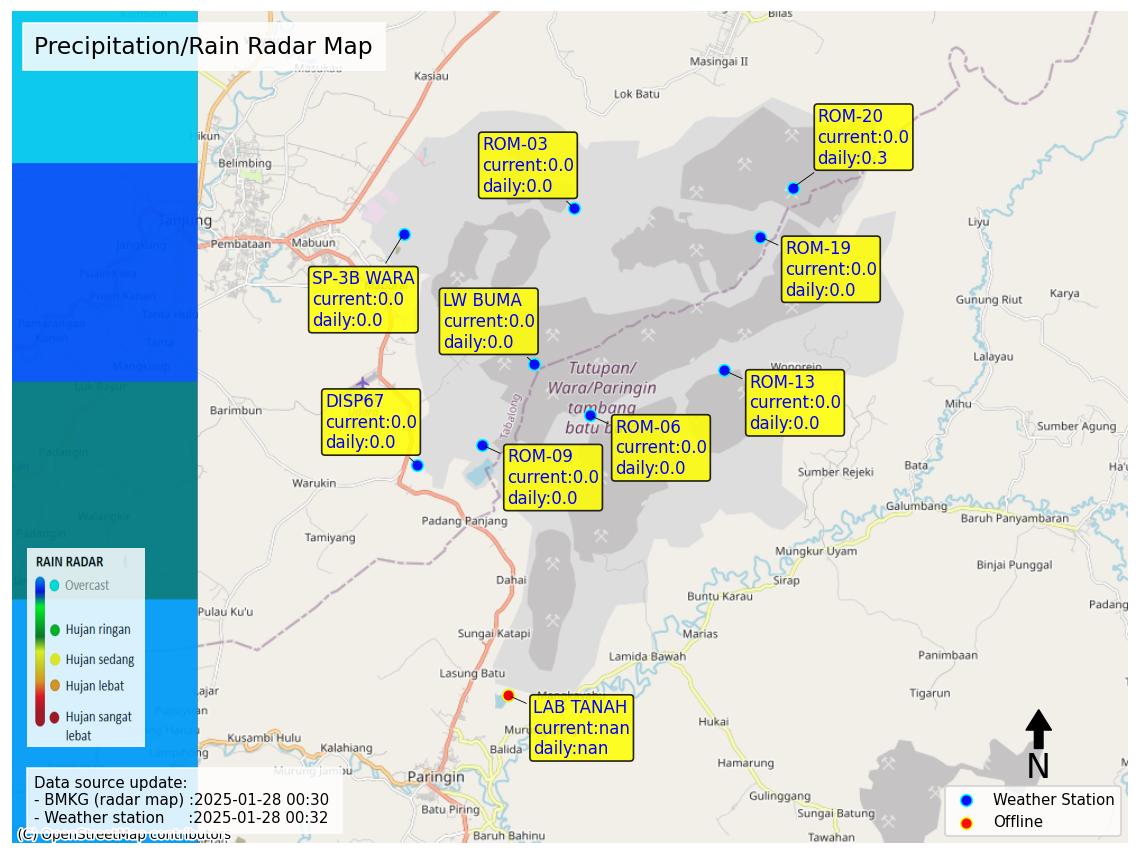 Precipitation/Rain Radar Map
Bilas
Masukau
Kasiau
Masingai II
Lok Batu
Hikun
Belimbing
Tanjung
Jangkung
Pembataan
Mabuun
ROM-03
current:0.0
daily:0.0
ROM-20
current:0.0
daily:0.3
SP-3B WARA
current:0.0
daily:0.0
ROM-19
current:0.0
daily:0.0
Liyu
LW BUMA
current:0.0
daily:0.0
Gunung Riut
Karya
Lalayau
Wonorejo
Tutupan/
Wara/Paringin
tambang
batu
Tabalong
ROM-13
current:0.0
daily:0.0
DISP67
current:0.0
daily:0.0
ROM-06
current:0.0
daily:0.0
ROM-09
current:0.0
daily:0.0
Tanta Hulu
Tanta
Mangkusip
Luk Bayur
Barimbun
Mihu
Sumber Agung
Bata
Sumber Rejeki
Padangin
Warukin
Walangkir
Padangin
Padang Panjang
Galumbang
Baruh Panyambaran
Tamiyang
Mungkur Uyam
Binjai Punggal
Dahai
Sirap
Buntu Karau
Pulau Ku'u
Sungai Katapi
Marias
Lamida Bawah
Panimbaan
Lasung Batu
Tigarun
RAIN RADAR
Overcast
Hujan ringan
Hujan sedang
Hujan lebat
Hujan sangat
lebat
LAB TANAH
current:nan
daily:nan
Hukai
Kusambi Hulu
Kalahiang
Balida
Murung Jambu
Paringin
Hamarung
Gulinggang
Batu Piring
Sungai Batung
Baruh Bahinu
Tawahan
N
Data source update:
- BMKG (radar map) :2025-01-28 00:30
- Weather station :2025-01-28 00:32
(C) OpenStreetMap contributors
Weather Station
Offline